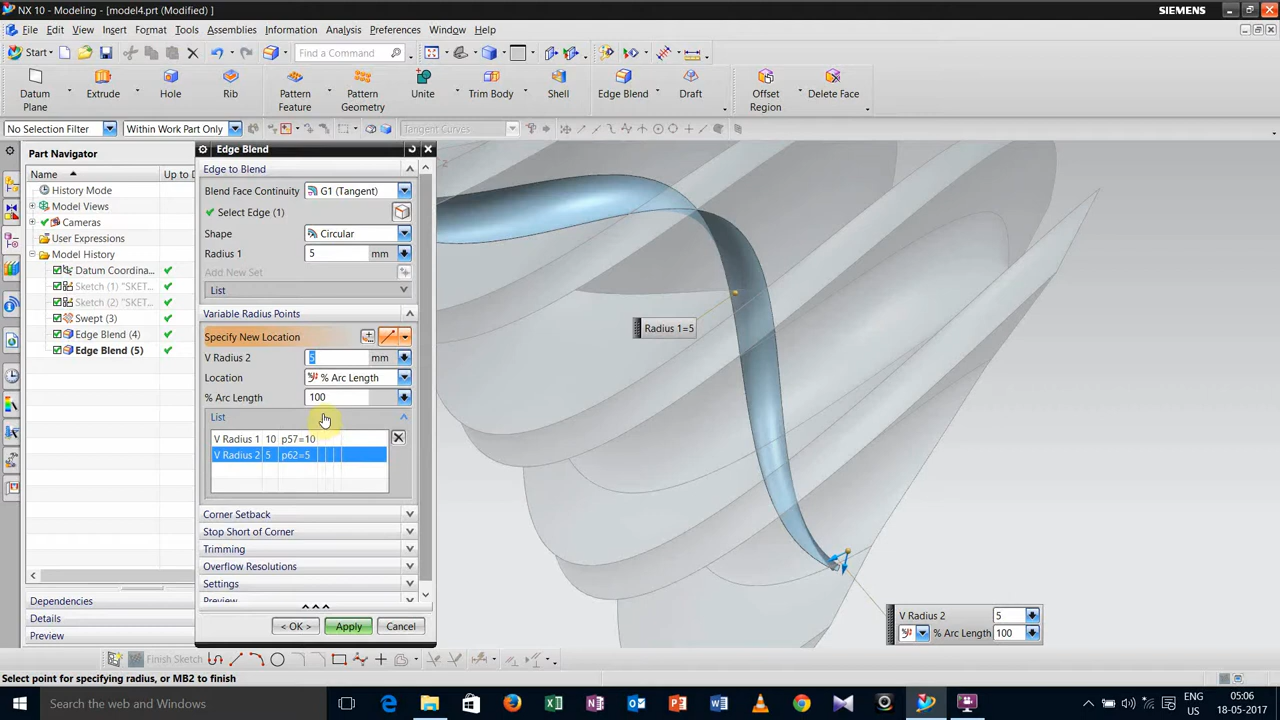 NX 10 - Modeling - [model4.prt (Modified) ]
SIEMENS
File Edit View Insert Format Tools Assemblies Information Analysis Preferences Window Help
Start
Find a Command
Datum Plane
Extrude
Hole
Rib
Pattern Feature
Pattern Geometry
Unite
Trim Body
Shell
Edge Blend
Draft
Offset Region
Delete Face
No Selection Filter
Within Work Part Only
Tangent Curves
Part Navigator
Name
Up to D
History Mode
Model Views
Cameras
User Expressions
Model History
Datum Coordina...
Sketch (1) "SKET...
Sketch (2) "SKET...
Swept (3)
Edge Blend (4)
Edge Blend (5)
Dependencies
Details
Preview
Edge Blend
Edge to Blend
Blend Face Continuity
G1 (Tangent)
Select Edge (1)
Shape
Circular
Radius 1
5
mm
Add New Set
List
Variable Radius Points
Specify New Location
V Radius 2
5
mm
Location
% Arc Length
% Arc Length
100
List
V Radius 1 10 p57=10
V Radius 2 5 p62=5
Corner Setback
Stop Short of Corner
Trimming
Overflow Resolutions
Settings
Preview
< OK >
Apply
Cancel
Radius 1=5
V Radius 2 5
% Arc Length 100
Finish Sketch
Select point for specifying radius, or MB2 to finish
Search the web and Windows
ENG
US
05:06
18-05-2017